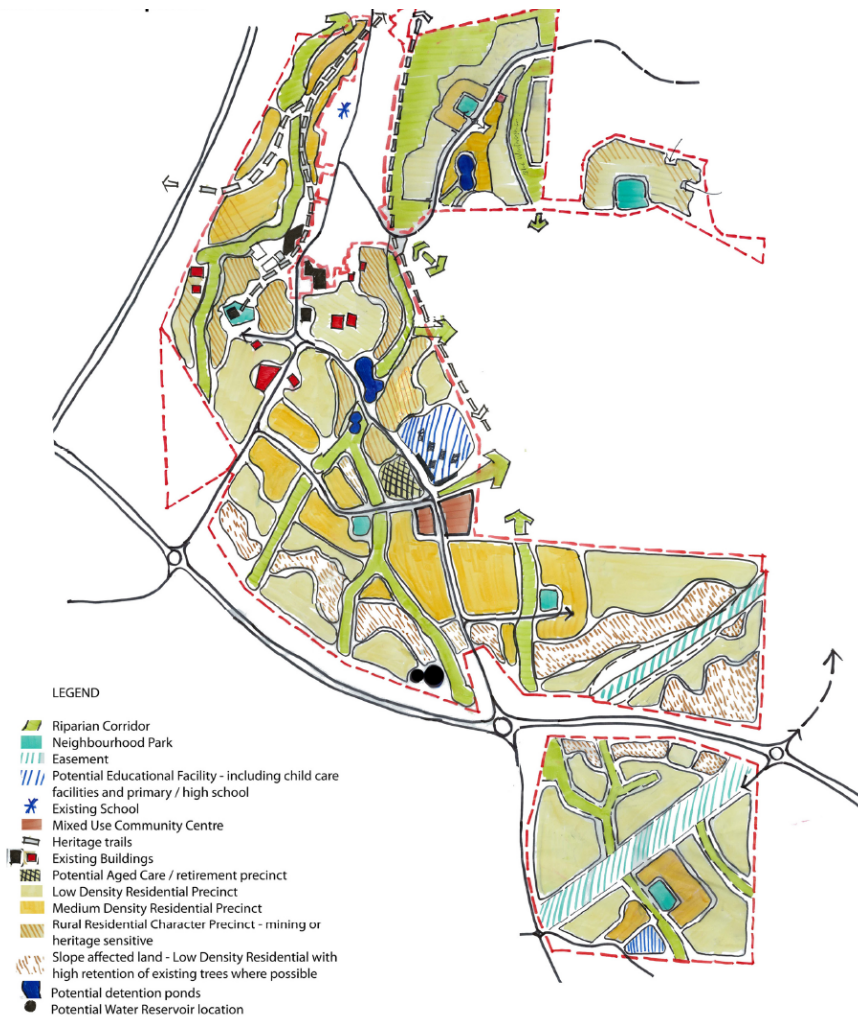 LEGEND
Riparian Corridor
Neighbourhood Park
Easement
Potential Educational Facility - including child care
facilities and primary / high school
Existing School
Mixed Use Community Centre
Heritage trails
Existing Buildings
Potential Aged Care / retirement precinct
Low Density Residential Precinct
Medium Density Residential Precinct
Rural Residential Character Precinct - mining or
heritage sensitive
Slope affected land - Low Density Residential with
high retention of existing trees where possible
Potential detention ponds
Potential Water Reservoir location